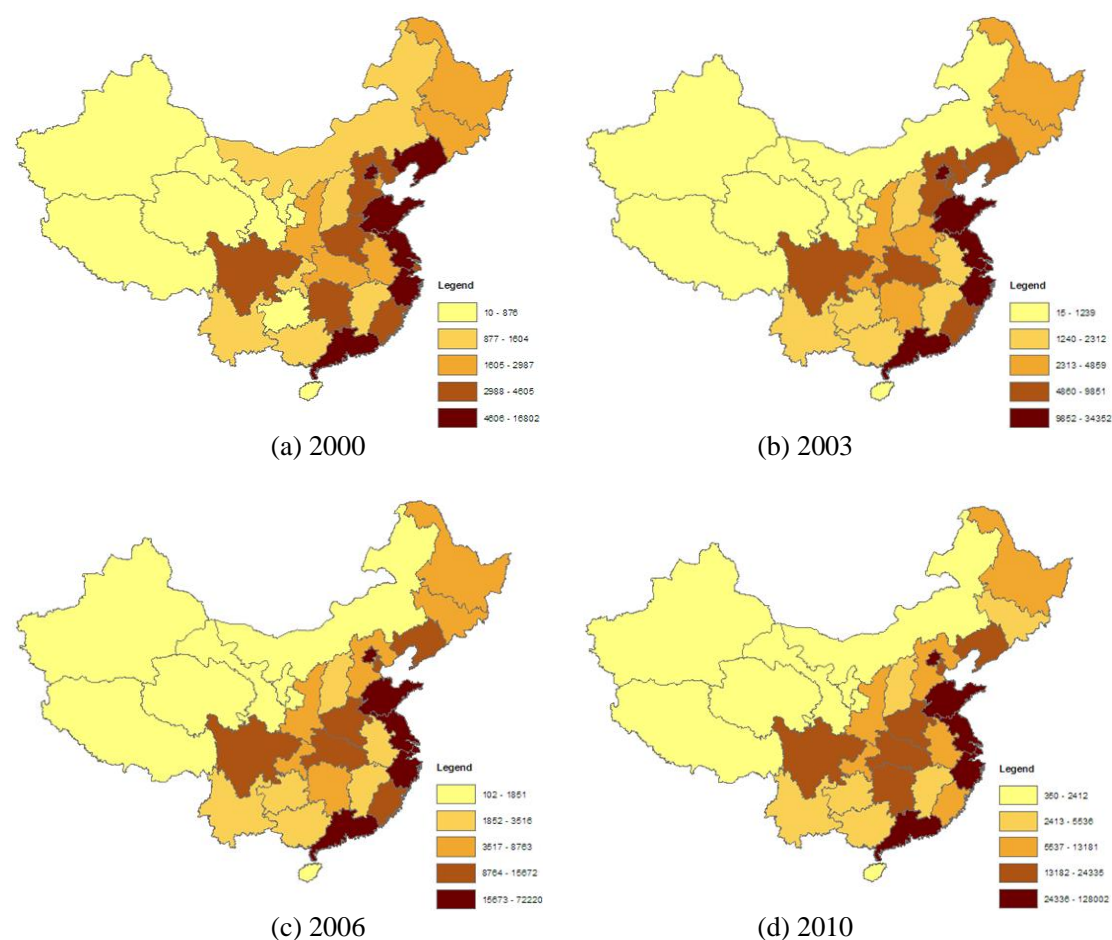 Legend
10 - 876
877 - 1604
1605 - 2987
2988 - 4605
4606 - 16802
(a) 2000
Legend
15 - 1239
1240 - 2312
2313 - 4859
4860 - 9851
9852 - 34352
(b) 2003
Legend
102 - 1851
1852 - 3516
3517 - 8763
8764 - 15672
15673 - 72220
(c) 2006
Legend
350 - 2412
2413 - 5536
5537 - 13181
13182 - 24335
24336 - 128002
(d) 2010